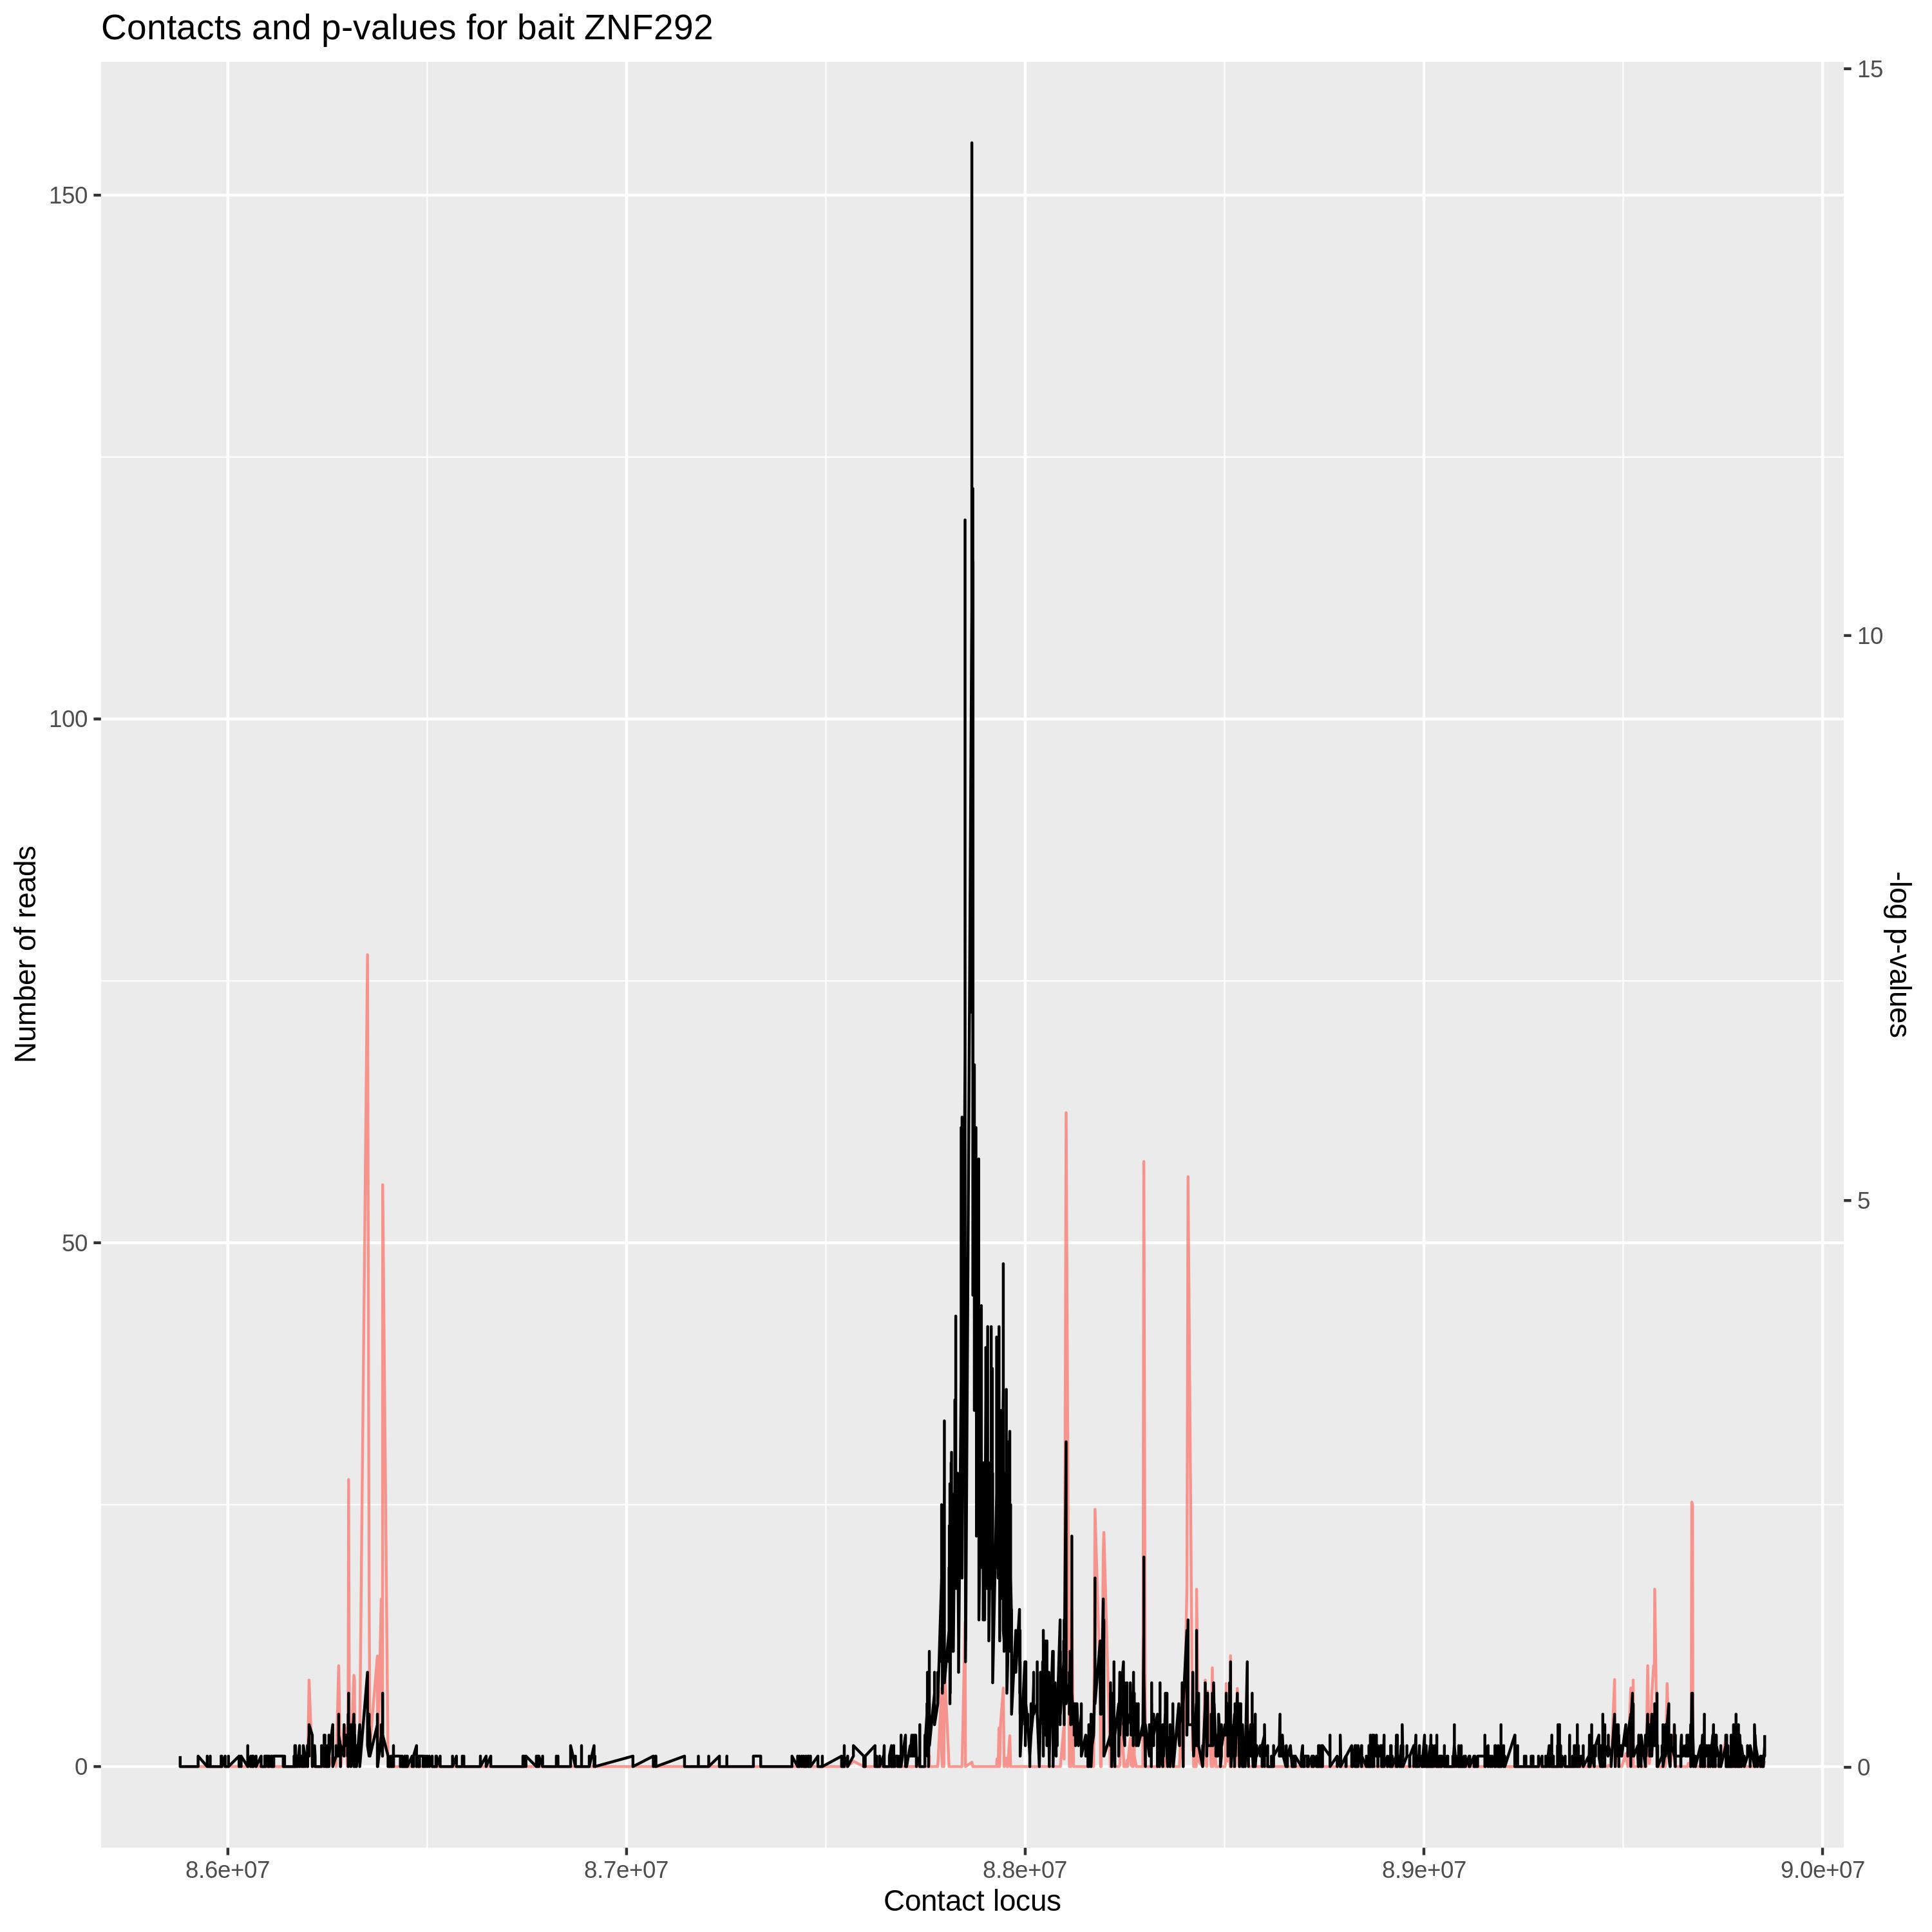 Contacts and p-values for bait ZNF292
15
150
10
100
Number of reads
-log p-values
5
50
0
0
8.6e+07 8.7e+07 8.8e+07 8.9e+07 9.0e+07
Contact locus